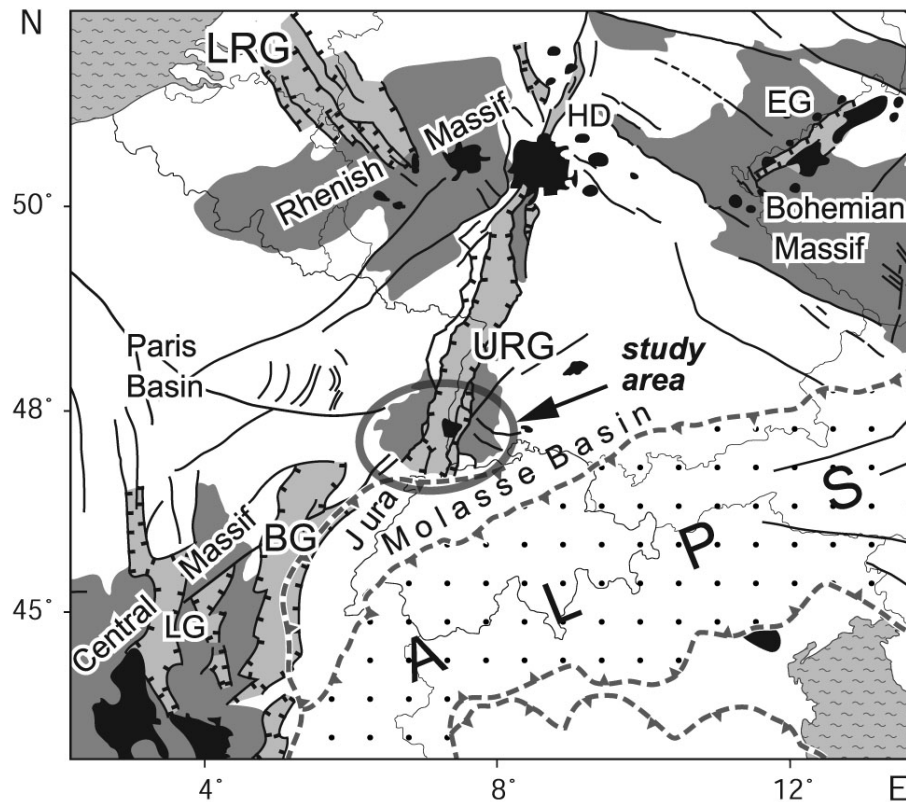 N
LRG
HD
EG
Rhenish Massif
50°
Bohemian
Massif
Paris
Basin
URG
study
area
48°
Jura
Molasse Basin
ALPS
BG
Central Massif
LG
45°
4°
8°
12°
E